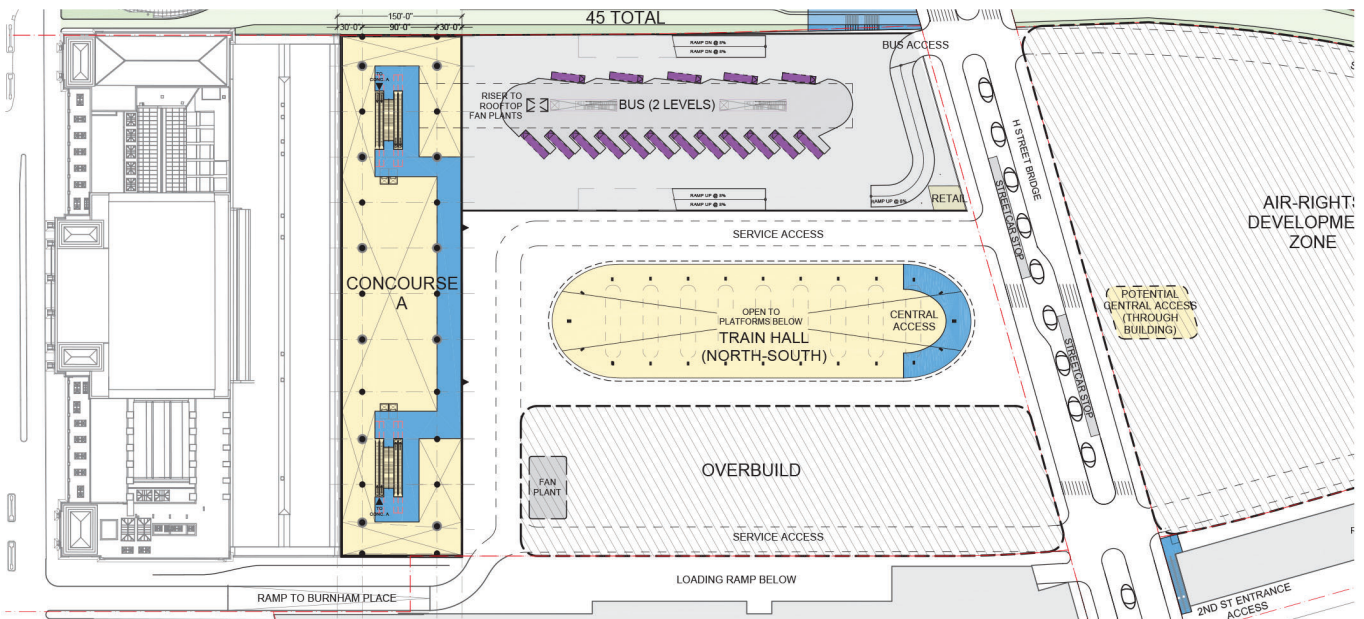 150'-0"
30'-0"
90'-0"
30'-0"
45 TOTAL
RAMP DN @ 5%
RAMP DN @ 5%
BUS ACCESS
TO
CONC. A
RISER TO
ROOFTOP
FAN PLANTS
BUS (2 LEVELS)
H STREET BRIDGE
STREETCAR STOP
RAMP UP @ 5%
RAMP UP @ 5%
RAMP UP @ 5%
RETAIL
AIR-RIGHTS
DEVELOPME
ZONE
SERVICE ACCESS
CONCOURSE
A
OPEN TO
PLATFORMS BELOW
CENTRAL
ACCESS
TRAIN HALL
(NORTH-SOUTH)
POTENTIAL
CENTRAL ACCESS
(THROUGH
BUILDING)
STREETCAR STOP
OVERBUILD
FAN
PLANT
TO
CONC. A
SERVICE ACCESS
LOADING RAMP BELOW
RAMP TO BURNHAM PLACE
2ND ST ENTRANCE
ACCESS